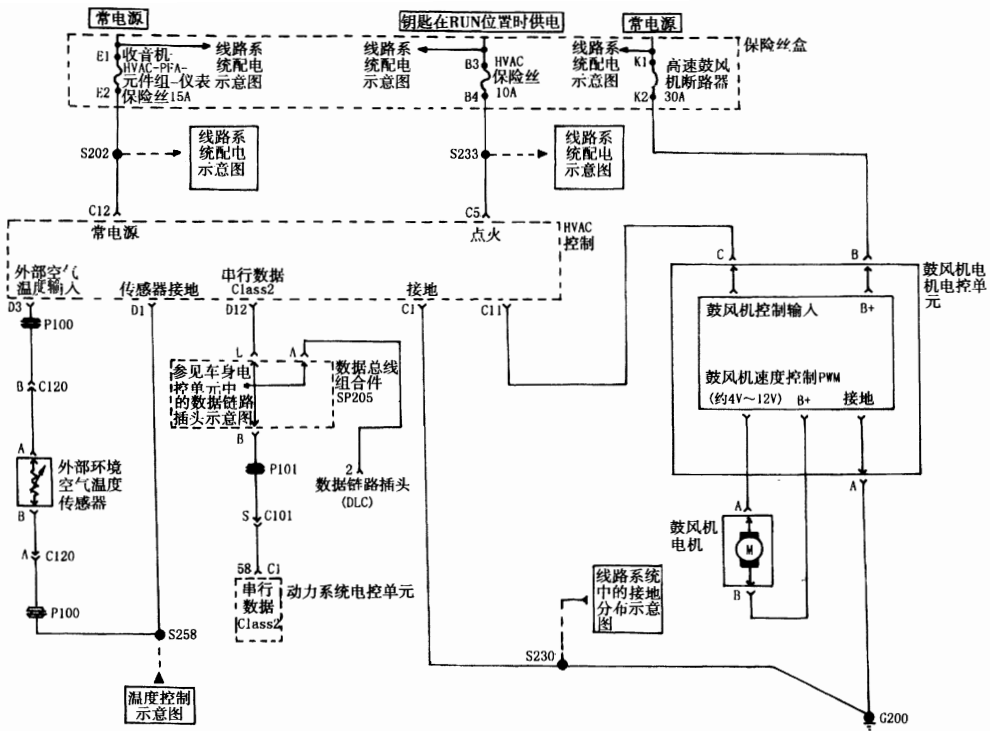 常电源
钥匙在RUN位置时供电
常电源
保险丝盒
E1
收音机-
HVAC-PFA-
元件组-仪表
保险丝15A
E2
线路系
统配电
示意图
线路系
统配电
示意图
B3
HVAC
保险丝
10A
B4
线路系
统配电
示意图
K1
高速鼓风
机断路器
30A
K2
S202
线路系
统配电
示意图
S233
线路系
统配电
示意图
C12
C5
常电源
点火
HVAC
控制
外部空气
温度输入
传感器接地
串行数据
Class2
接地
D3
D1
D12
C1
C11
C
B
鼓风机电
机电控单
元
鼓风机控制输入
B+
鼓风机速度控制PWM
(约4V～12V)
B+
接地
P100
B
C120
A
外部环境
空气温度
传感器
B
A
C120
P100
S258
温度控制
示意图
L
A
参见车身电
控单元中
的数据链路
插头示意图
数据总线
组合件
SP205
B
P101
2
数据链路插头
(DLC)
S
C101
58
C1
串行
数据
Class2
动力系统电控单元
A
鼓风机
电机
M
B
A
线路系统
中的接地
分布示意
图
S230
G200